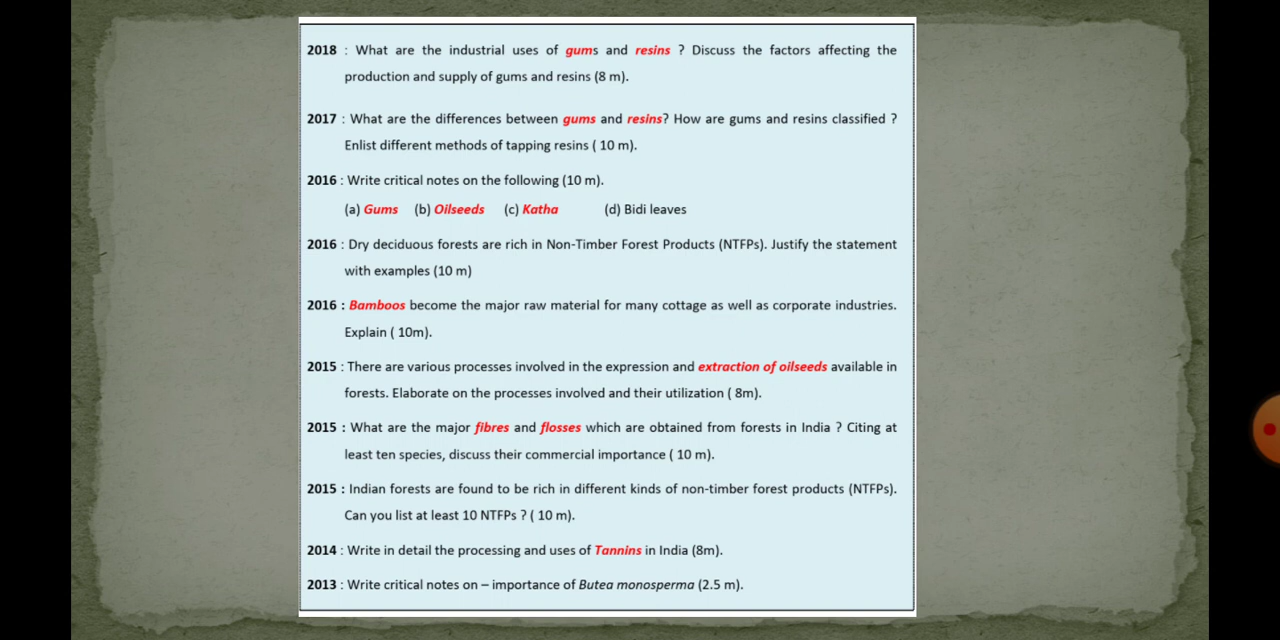 2018 : What are the industrial uses of gums and resins ? Discuss the factors affecting the
production and supply of gums and resins (8 m).
2017 : What are the differences between gums and resins? How are gums and resins classified ?
Enlist different methods of tapping resins ( 10 m).
2016 : Write critical notes on the following (10 m).
(a) Gums (b) Oilseeds (c) Katha (d) Bidi leaves
2016 : Dry deciduous forests are rich in Non-Timber Forest Products (NTFPs). Justify the statement
with examples (10 m)
2016 : Bamboos become the major raw material for many cottage as well as corporate industries.
Explain ( 10m).
2015 : There are various processes involved in the expression and extraction of oilseeds available in
forests. Elaborate on the processes involved and their utilization ( 8m).
2015 : What are the major fibres and flosses which are obtained from forests in India ? Citing at
least ten species, discuss their commercial importance ( 10 m).
2015 : Indian forests are found to be rich in different kinds of non-timber forest products (NTFPs).
Can you list at least 10 NTFPs ? ( 10 m).
2014 : Write in detail the processing and uses of Tannins in India (8m).
2013 : Write critical notes on – importance of Butea monosperma (2.5 m).